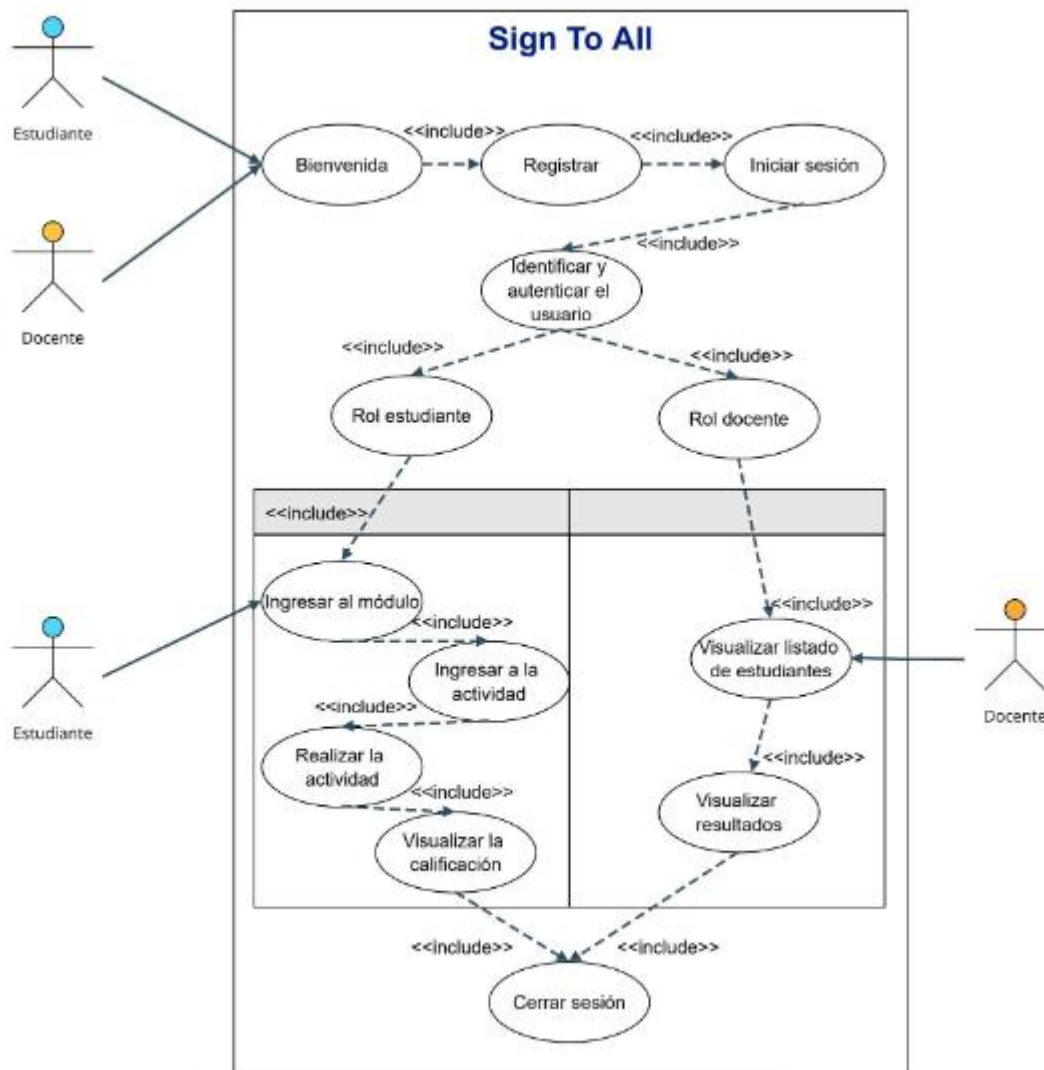 Sign To All
Estudiante
<<include>>
<<include>>
Bienvenida
Registrar
Iniciar sesión
Docente
<<include>>
Identificar y
autenticar el
usuario
<<include>>
<<include>>
Rol estudiante
Rol docente
<<include>>
Ingresar al módulo
<<include>>
<<include>>
Estudiante
Ingresar a la
actividad
Visualizar listado
de estudiantes
Docente
<<include>>
Realizar la
actividad
<<include>>
<<include>>
Visualizar la
calificación
Visualizar
resultados
<<include>>
<<include>>
Cerrar sesión